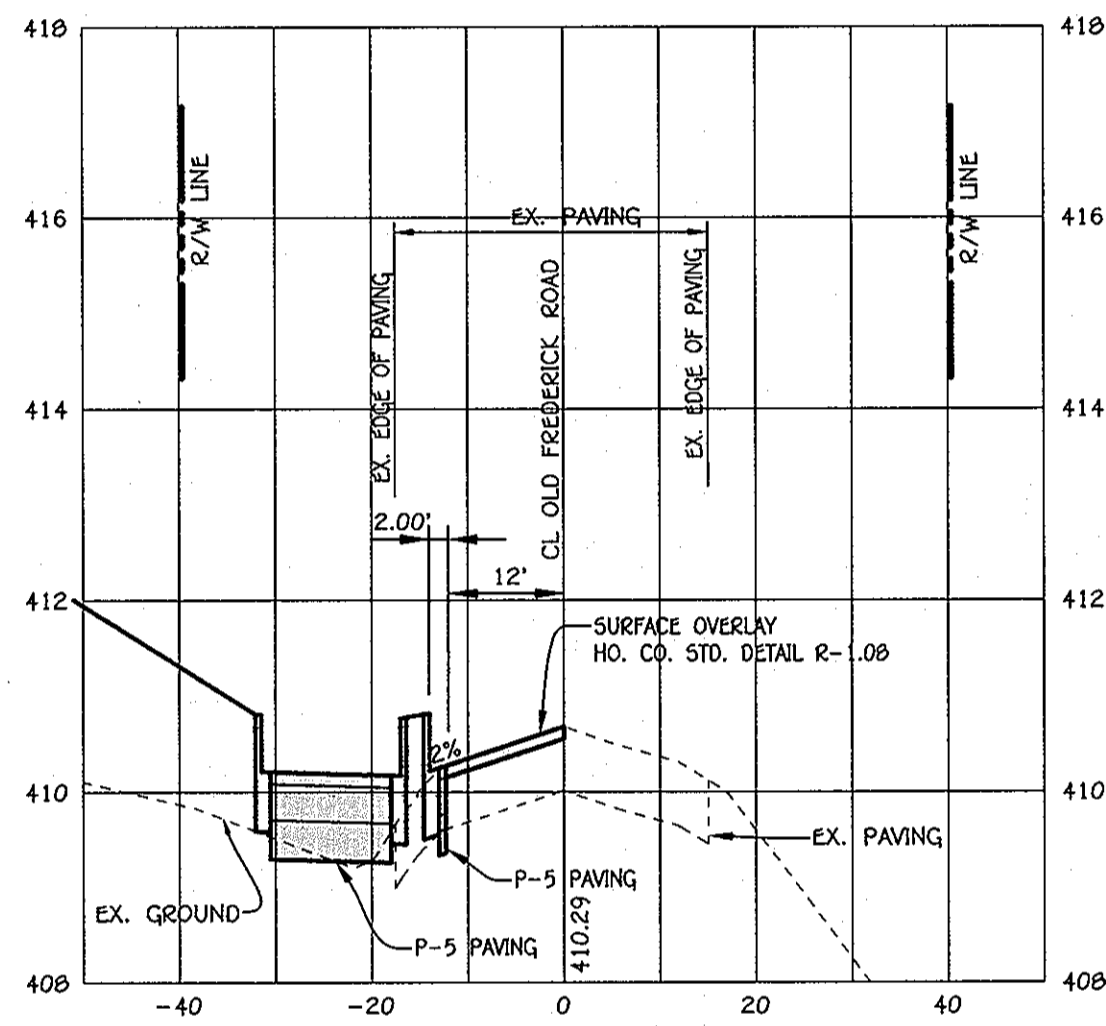 418
418
416
416
414
414
412
412
410
410
408
408
R/W LINE
R/W LINE
EX. PAVING
EX. EDGE OF PAVING
CL OLD FREDERICK ROAD
EX. EDGE OF PAVING
2.00'
12'
SURFACE OVERLAY
HO. CO. STD. DETAIL R-1.08
2%
EX. PAVING
P-5 PAVING
EX. GROUND
P-5 PAVING
410.29
-40
-20
0
20
40